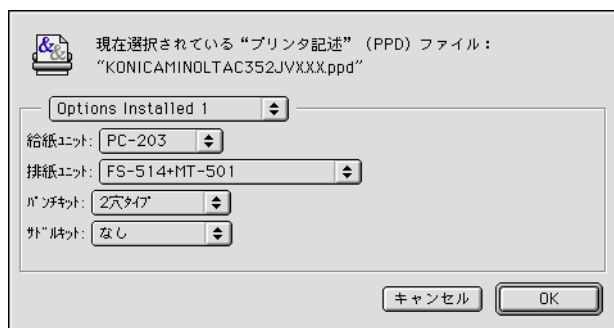 現在選択されている“プリンタ記述” (PPD) ファイル：
“KONICAMINOLTAC352JVXXX.ppd”
Options Installed 1
給紙ﾕﾆｯﾄ: PC-203
排紙ﾕﾆｯﾄ: FS-514+MT-501
ﾊﾟﾝﾁｷｯﾄ: 2穴ﾀｲﾌﾟ
ｻﾄﾞﾙｷｯﾄ: なし
キャンセル OK